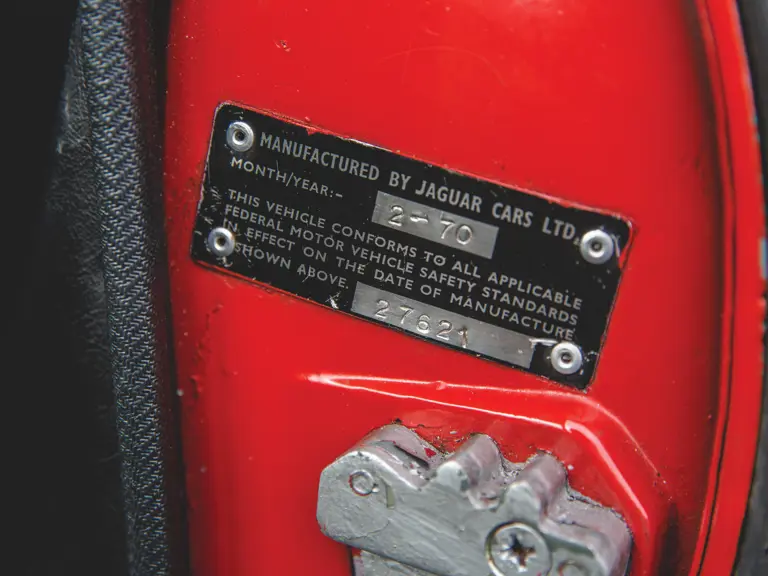 MANUFACTURED BY JAGUAR CARS LTD.
MONTH/YEAR:- 2-70
THIS VEHICLE CONFORMS TO ALL APPLICABLE
FEDERAL MOTOR VEHICLE SAFETY STANDARDS
IN EFFECT ON THE DATE OF MANUFACTURE
SHOWN ABOVE. 27621